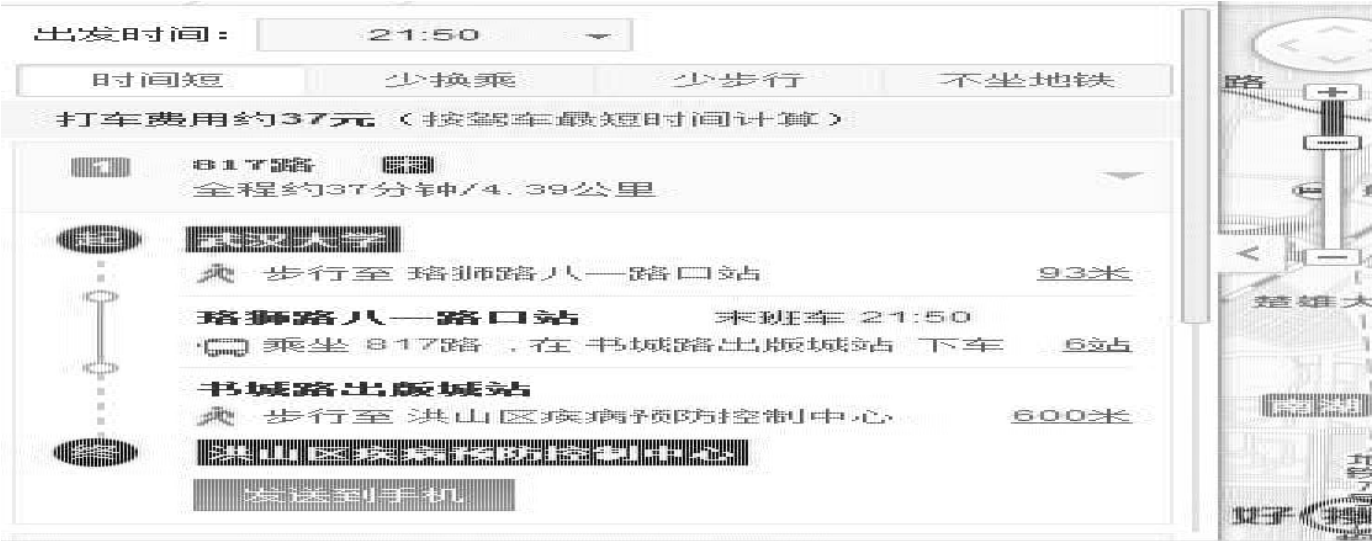 出发时间： 21:50
时间短 少换乘 少步行 不坐地铁
打车费用约37元（按驾车最短时间计算）
1 817路
全程约37分钟/4.39公里
起 武汉大学
步行至 珞狮路八一路口站 93米
珞狮路八一路口站 末班车 21:50
乘坐 817路 ,在 书城路出版城站 下车 6站
书城路出版城站
步行至 洪山区疾病预防控制中心 600米
终 洪山区疾病预防控制中心
发送到手机
路
楚雄大
南湖
好 搜